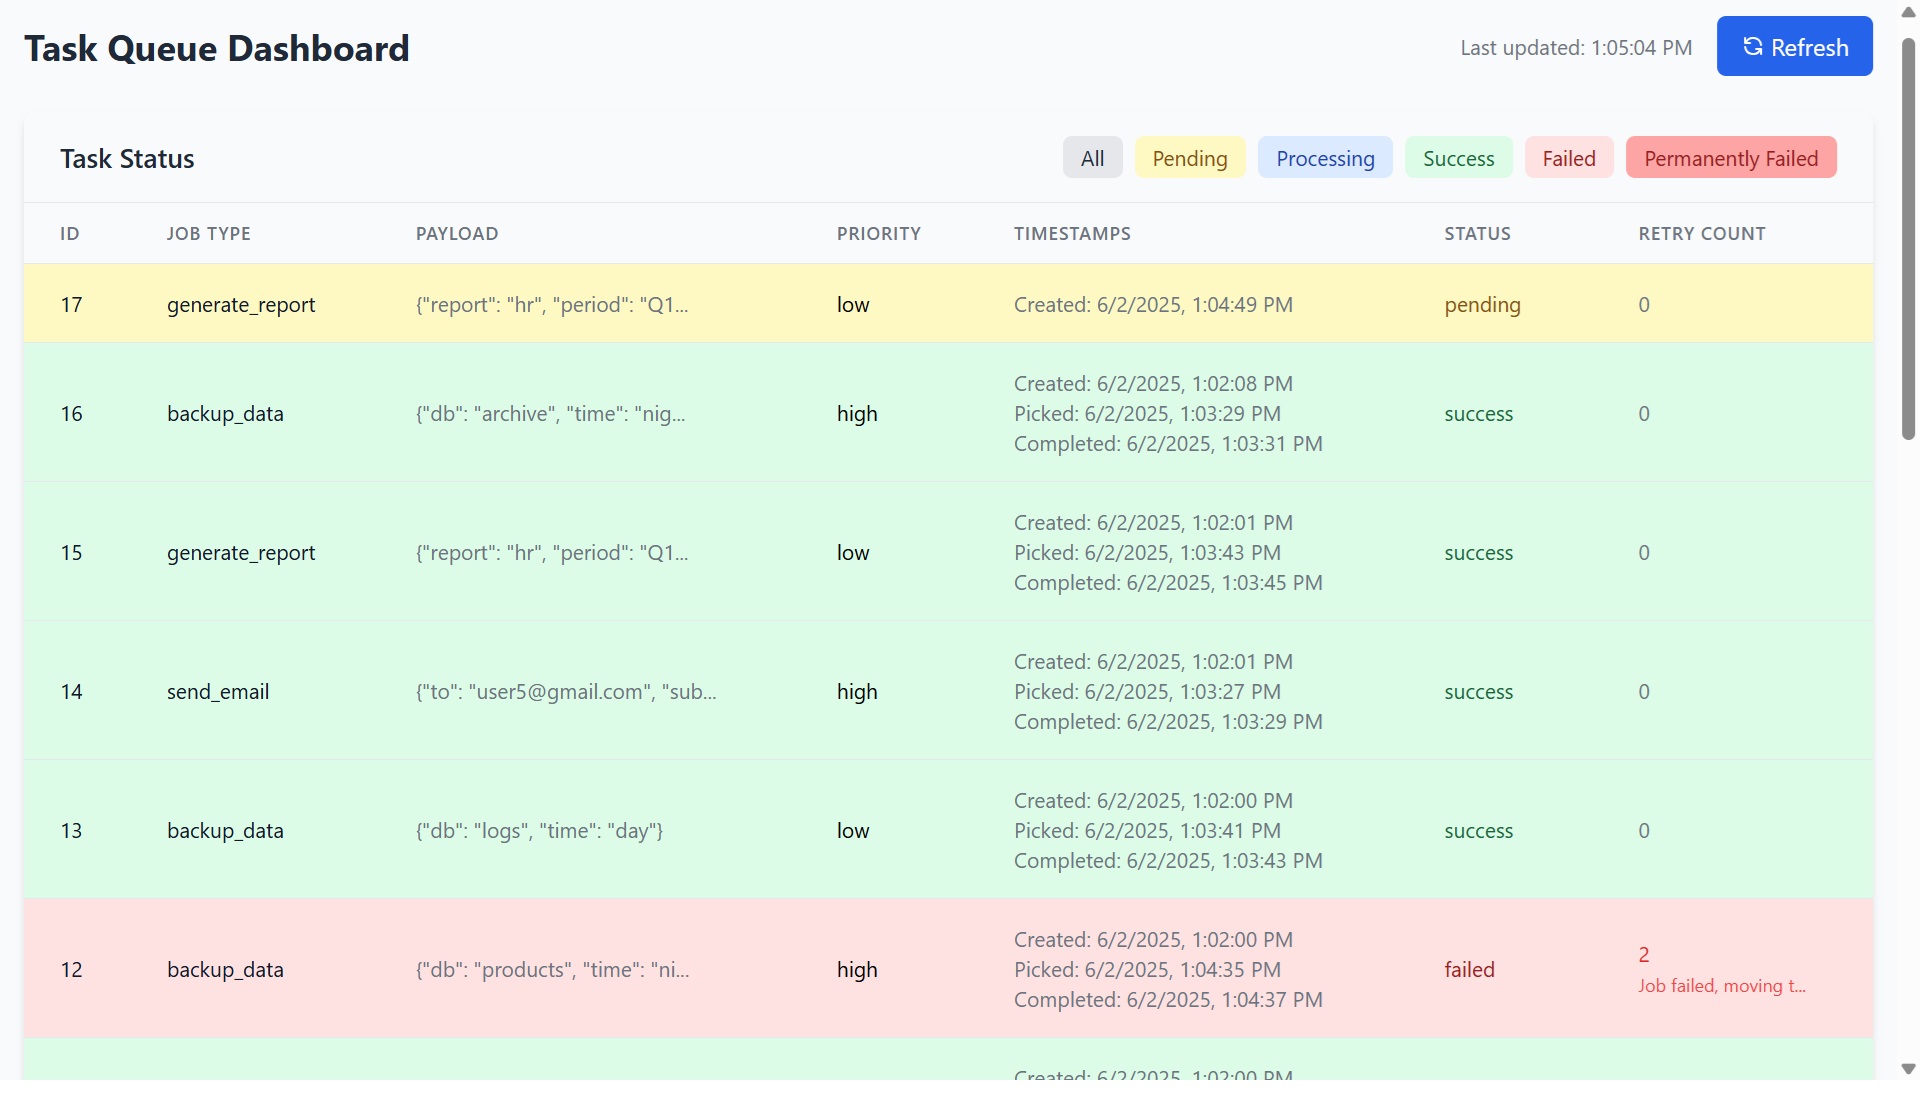 Task Queue Dashboard
Last updated: 1:05:04 PM
Refresh
Task Status
All
Pending
Processing
Success
Failed
Permanently Failed
ID JOB TYPE PAYLOAD PRIORITY TIMESTAMPS STATUS RETRY COUNT
17 generate_report {"report": "hr", "period": "Q1... low Created: 6/2/2025, 1:04:49 PM pending 0
Created: 6/2/2025, 1:02:08 PM
16 backup_data {"db": "archive", "time": "nig... high Picked: 6/2/2025, 1:03:29 PM success 0
Completed: 6/2/2025, 1:03:31 PM
Created: 6/2/2025, 1:02:01 PM
15 generate_report {"report": "hr", "period": "Q1... low Picked: 6/2/2025, 1:03:43 PM success 0
Completed: 6/2/2025, 1:03:45 PM
Created: 6/2/2025, 1:02:01 PM
14 send_email {"to": "user5@gmail.com", "sub... high Picked: 6/2/2025, 1:03:27 PM success 0
Completed: 6/2/2025, 1:03:29 PM
Created: 6/2/2025, 1:02:00 PM
13 backup_data {"db": "logs", "time": "day"} low Picked: 6/2/2025, 1:03:41 PM success 0
Completed: 6/2/2025, 1:03:43 PM
Created: 6/2/2025, 1:02:00 PM
2
12 backup_data {"db": "products", "time": "ni... high Picked: 6/2/2025, 1:04:35 PM failed
Job failed, moving t...
Completed: 6/2/2025, 1:04:37 PM
Created: 6/2/2025, 1:02:00 PM